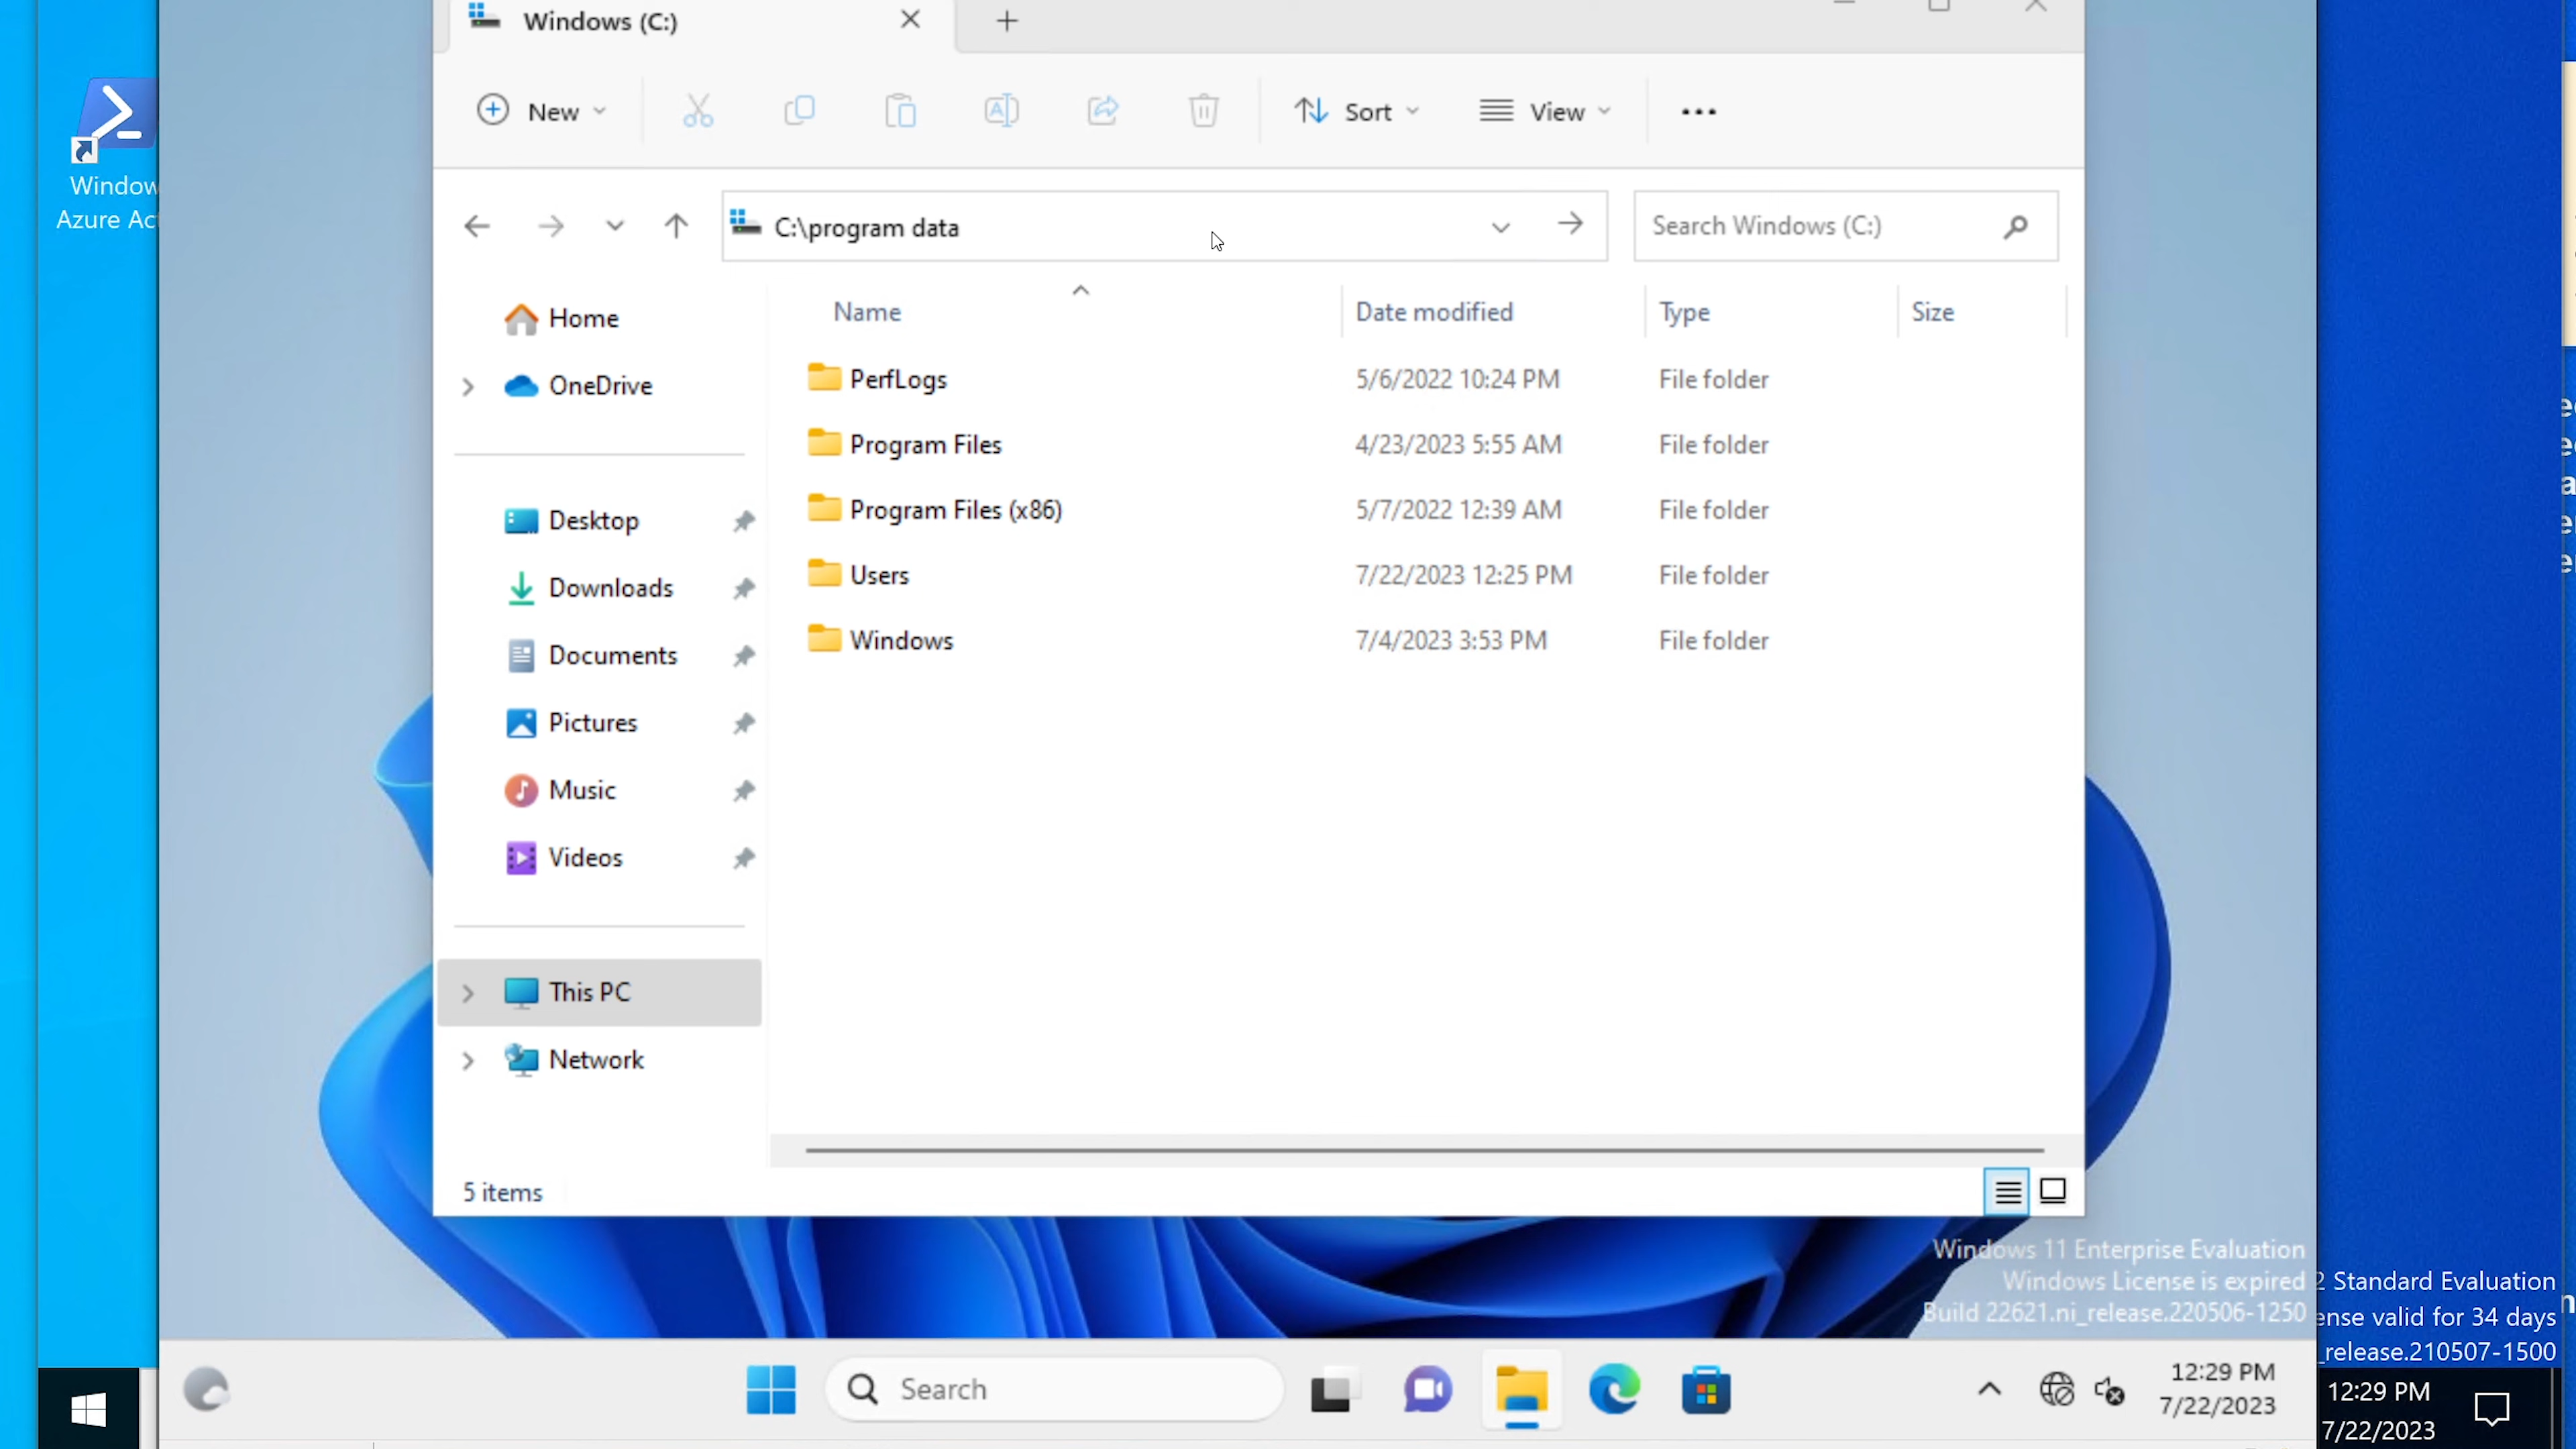 Windows (C:)
New
Sort
View
C:\program data
Search Windows (C:)
Window
Azure Act
Home
OneDrive
Desktop
Downloads
Documents
Pictures
Music
Videos
This PC
Network
Name
Date modified
Type
Size
PerfLogs
5/6/2022 10:24 PM
File folder
Program Files
4/23/2023 5:55 AM
File folder
Program Files (x86)
5/7/2022 12:39 AM
File folder
Users
7/22/2023 12:25 PM
File folder
Windows
7/4/2023 3:53 PM
File folder
5 items
Windows 11 Enterprise Evaluation
Windows License is expired
Build 22621.ni_release.220506-1250
2 Standard Evaluation
ense valid for 34 days
_release.210507-1500
Search
12:29 PM
7/22/2023
12:29 PM
7/22/2023